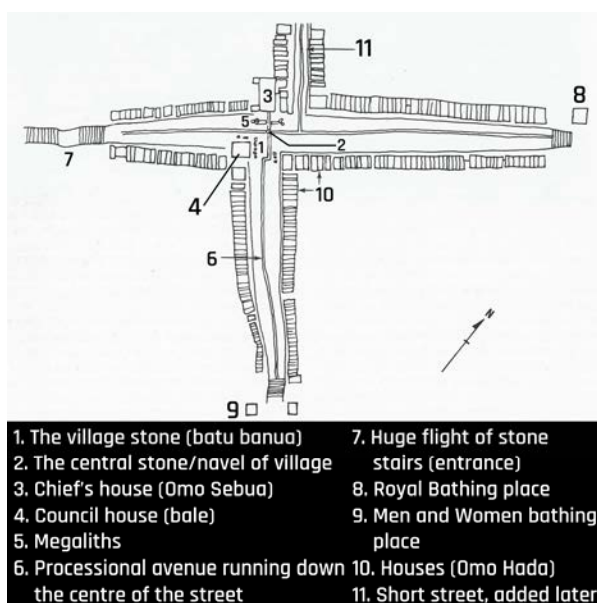 11
3
8
5
1
2
7
4
10
6
N
9
1. The village stone (batu banua)
2. The central stone/navel of village
3. Chief's house (Omo Sebua)
4. Council house (bale)
5. Megaliths
6. Processional avenue running down
the centre of the street
7. Huge flight of stone
stairs (entrance)
8. Royal Bathing place
9. Men and Women bathing
place
10. Houses (Omo Hada)
11. Short street, added later